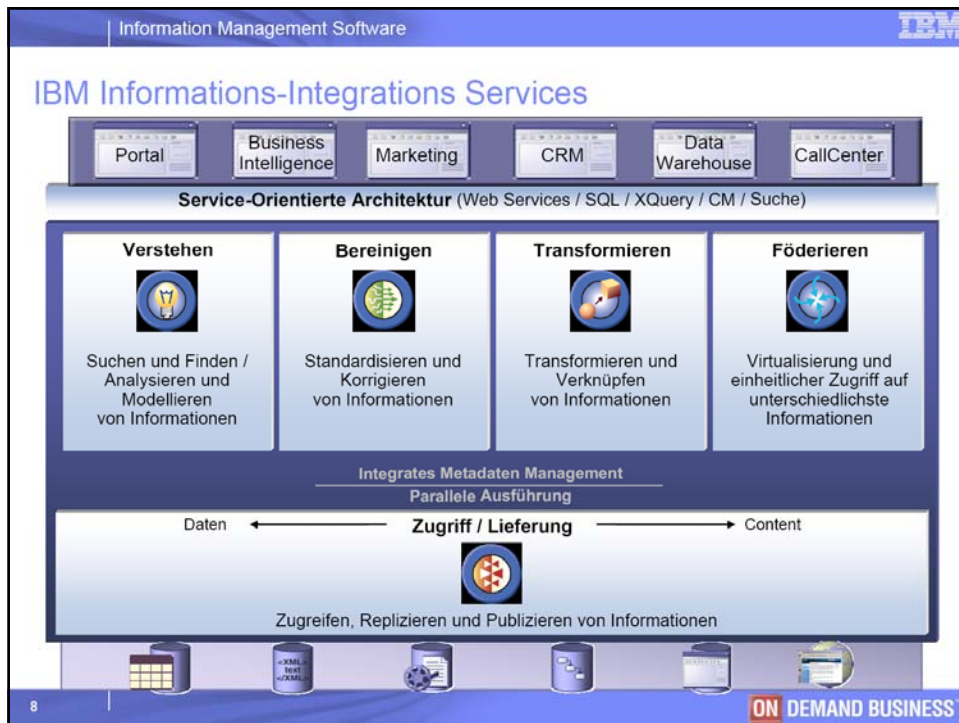 Information Management Software
IBM
IBM Informations-Integrations Services
Portal
Business
Intelligence
Marketing
CRM
Data
Warehouse
CallCenter
Service-Orientierte Architektur (Web Services / SQL / XQuery / CM / Suche)
Verstehen
Suchen und Finden /
Analysieren und
Modellieren
von Informationen
Bereinigen
Standardisieren und
Korrigieren
von Informationen
Transformieren
Transformieren und
Verknüpfen
von Informationen
Föderieren
Virtualisierung und
einheitlicher Zugriff auf
unterschiedlichste
Informationen
Integrates Metadaten Management
Parallele Ausführung
Daten
Zugriff / Lieferung
Content
Zugreifen, Replizieren und Publizieren von Informationen
<XML>
text
</XML>
8
ON DEMAND BUSINESS